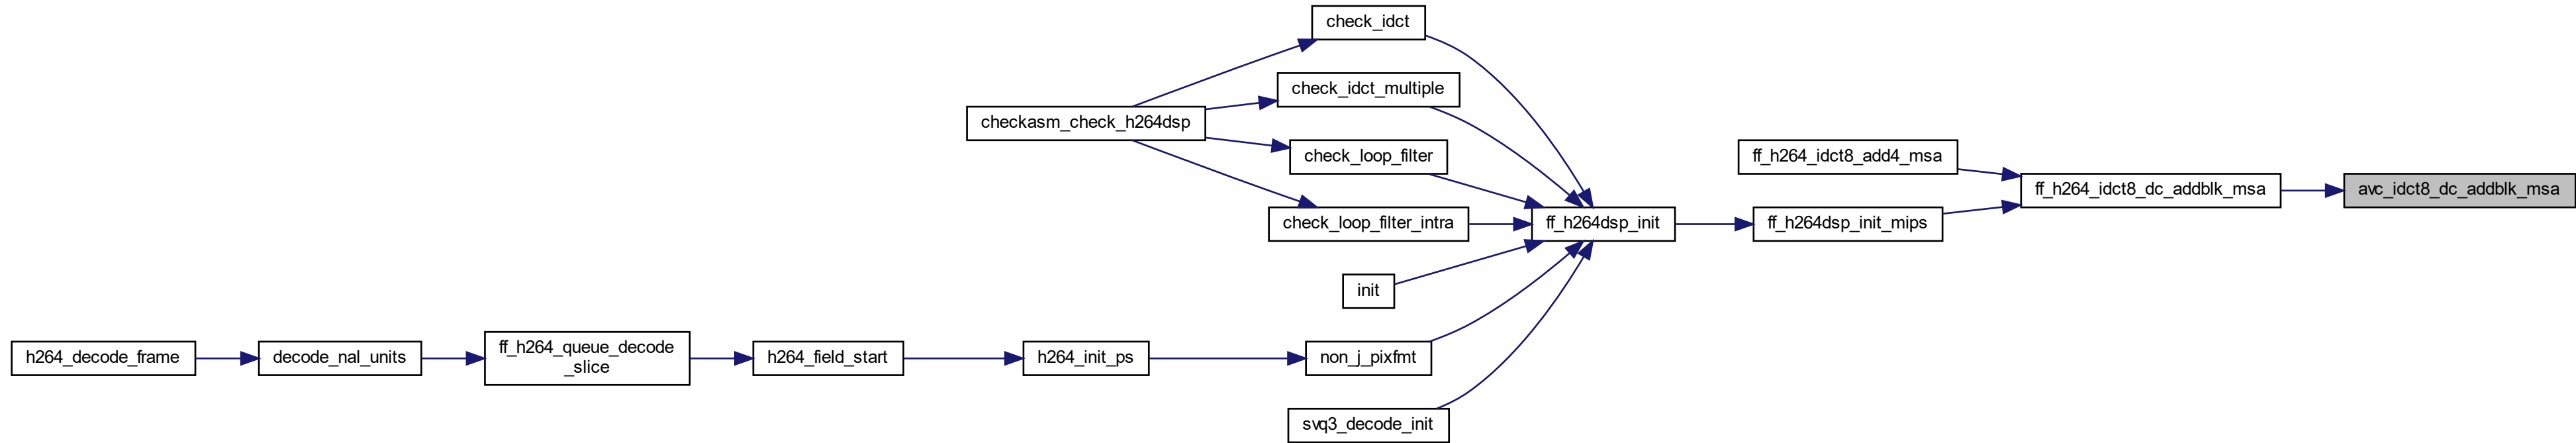 check_idct
check_idct_multiple
checkasm_check_h264dsp
check_loop_filter
ff_h264_idct8_add4_msa
ff_h264_idct8_dc_addblk_msa
avc_idct8_dc_addblk_msa
check_loop_filter_intra
ff_h264dsp_init
ff_h264dsp_init_mips
init
h264_decode_frame
decode_nal_units
ff_h264_queue_decode
_slice
h264_field_start
h264_init_ps
non_j_pixfmt
svq3_decode_init